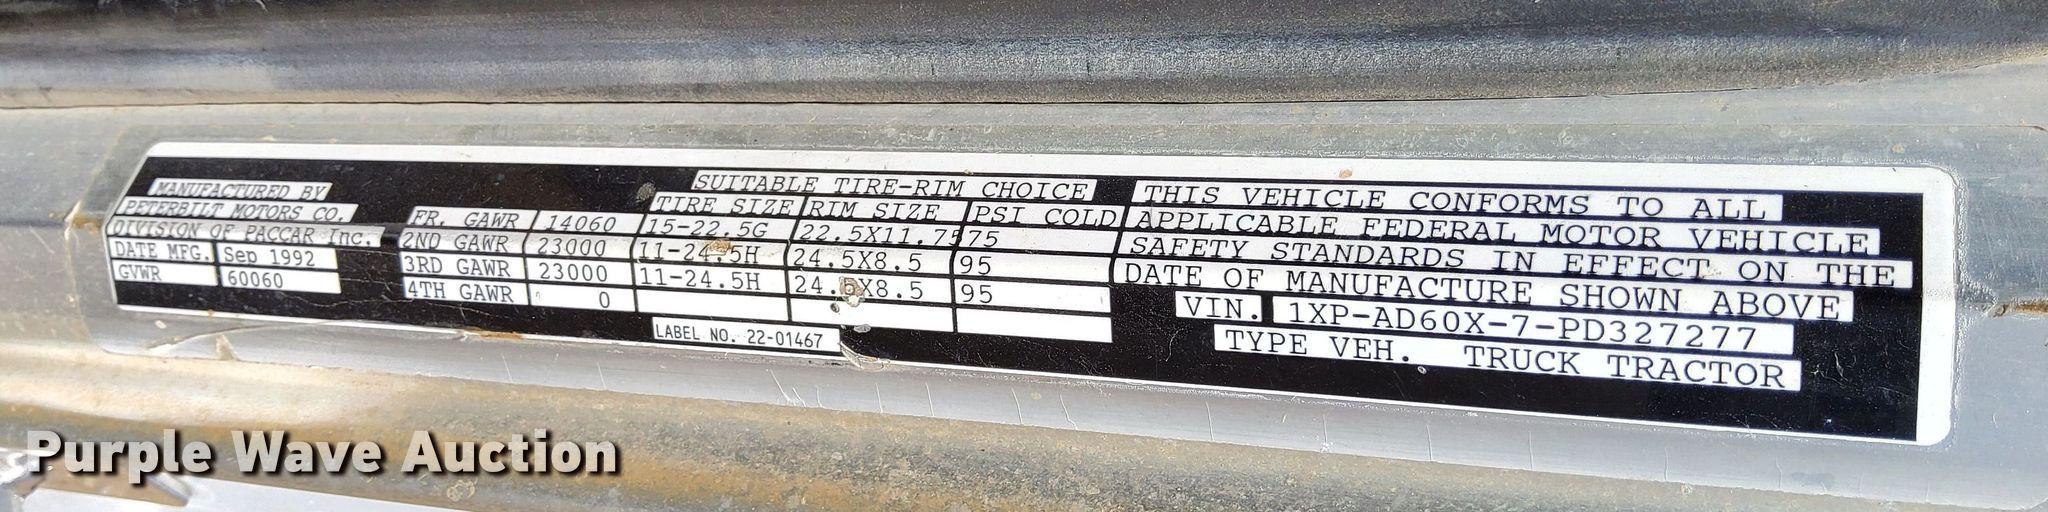 MANUFACTURED BY
PETERBILT MOTORS CO.
DIVISION OF PACCAR Inc.
DATE MFG. Sep 1992
GVWR 60060
SUITABLE TIRE-RIM CHOICE
TIRE SIZE RIM SIZE PSI COLD
FR. GAWR 14060 15-22.5G 22.5X11.75 75
2ND GAWR 23000 11-24.5H 24.5X8.5 95
3RD GAWR 23000 11-24.5H 24.5X8.5 95
4TH GAWR 0
LABEL NO. 22-01467
THIS VEHICLE CONFORMS TO ALL
APPLICABLE FEDERAL MOTOR VEHICLE
SAFETY STANDARDS IN EFFECT ON THE
DATE OF MANUFACTURE SHOWN ABOVE
VIN. 1XP-AD60X-7-PD327277
TYPE VEH. TRUCK TRACTOR
Purple Wave Auction